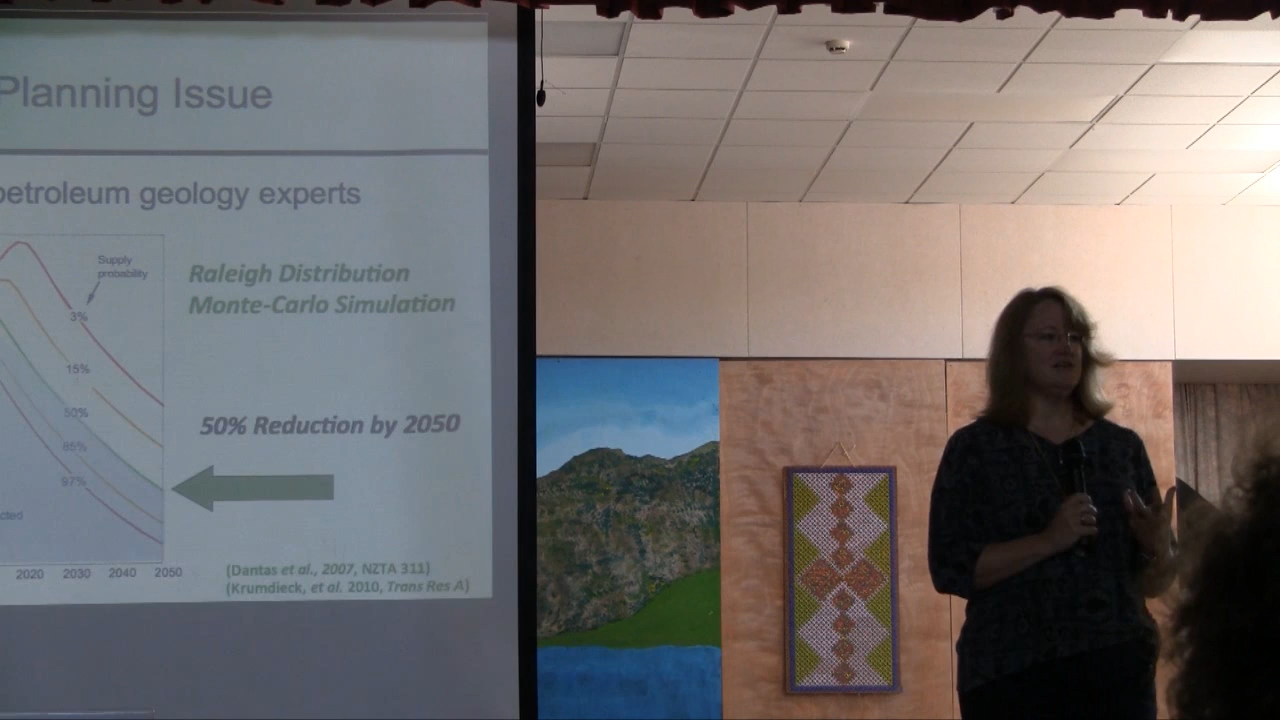 Planning Issue
petroleum geology experts
Supply
probability
Raleigh Distribution
Monte-Carlo Simulation
3%
15%
50%
85%
97%
50% Reduction by 2050
cted
2020 2030 2040 2050
(Dantas et al., 2007, NZTA 311)
(Krumdieck, et al. 2010, Trans Res A)